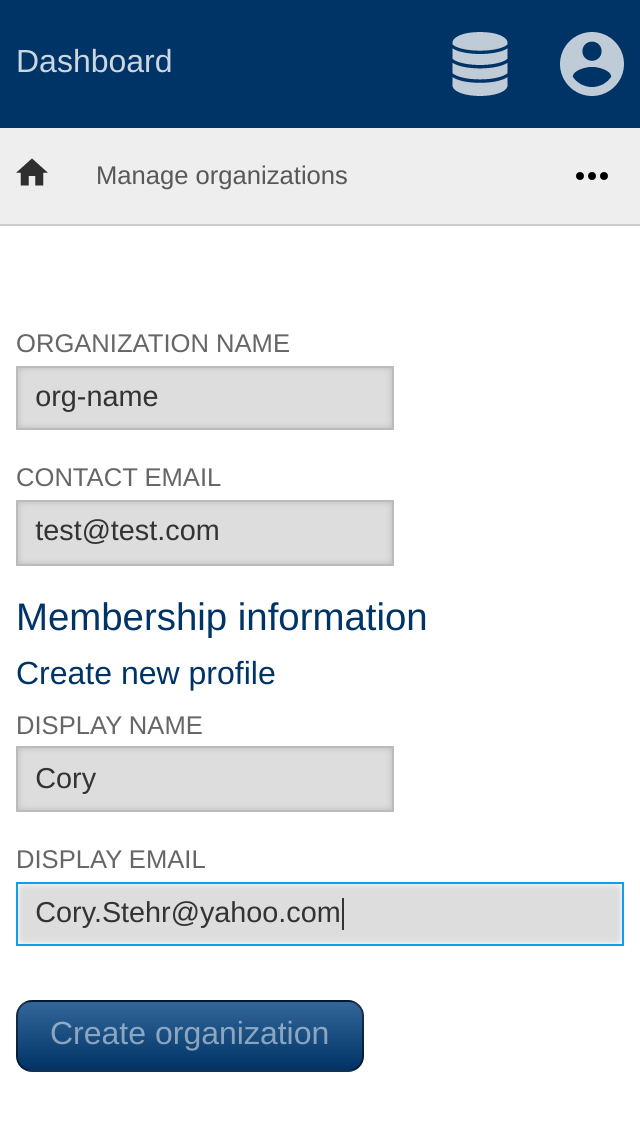 Dashboard
Manage organizations
ORGANIZATION NAME
org-name
CONTACT EMAIL
test@test.com
Membership information
Create new profile
DISPLAY NAME
Cory
DISPLAY EMAIL
Cory.Stehr@yahoo.com
Create organization